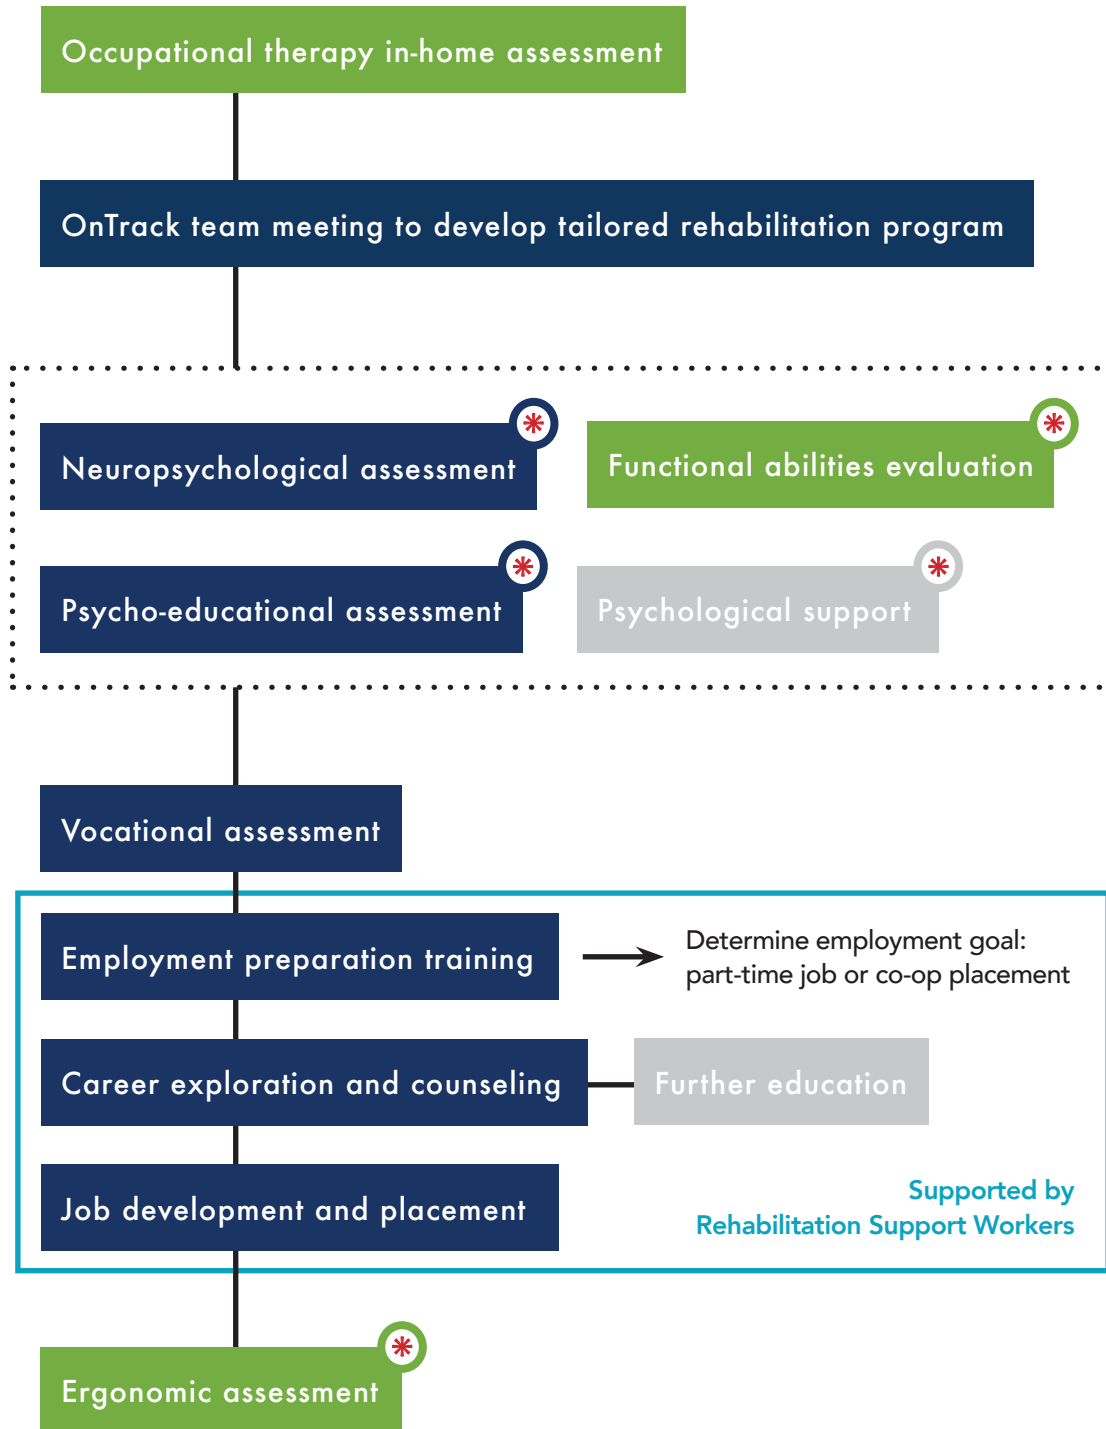 Occupational therapy in-home assessment
OnTrack team meeting to develop tailored rehabilitation program
Neuropsychological assessment
Functional abilities evaluation
Psycho-educational assessment
Psychological support
Vocational assessment
Employment preparation training
Determine employment goal:
part-time job or co-op placement
Career exploration and counseling
Further education
Job development and placement
Supported by
Rehabilitation Support Workers
Ergonomic assessment